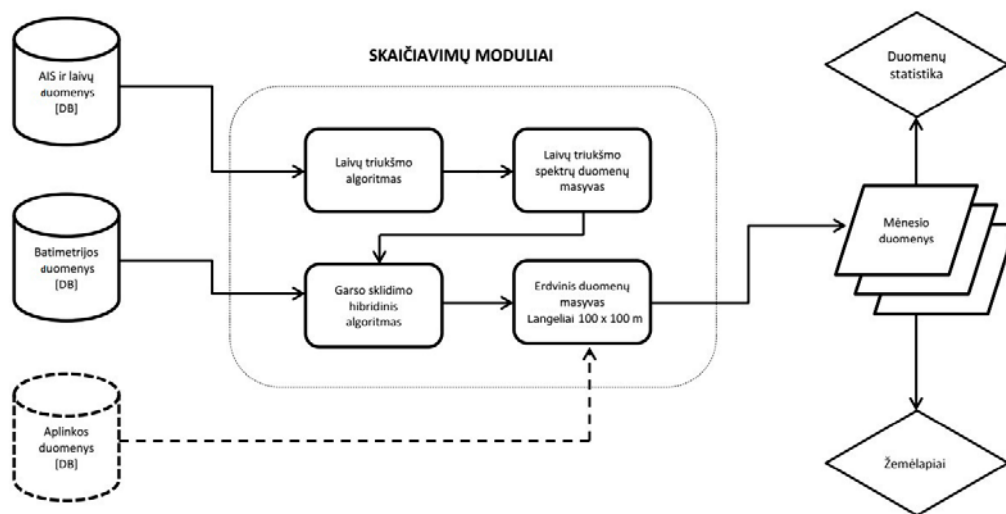 SKAIČIAVIMŲ MODULIAI
AIS ir laivų
duomenys
[DB]
Laivų triukšmo
algoritmas
Laivų triukšmo
spektrų duomenų
masyvas
Duomenų
statistika
Batimetrijos
duomenys
[DB]
Garso sklidimo
hibridinis
algoritmas
Erdvinis duomenų
masyvas
Langeliai 100 x 100 m
Mėnesio
duomenys
Aplinkos
duomenys
[DB]
Žemėlapiai